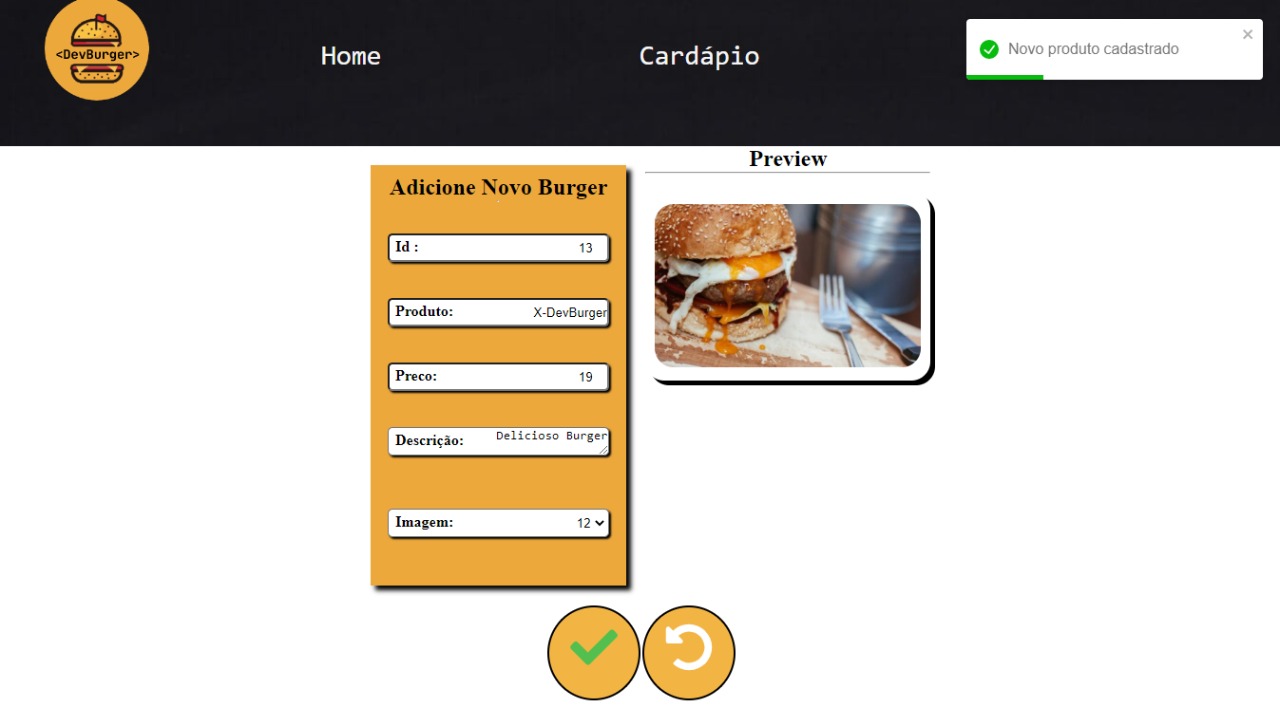 <DevBurger>
Home
Cardápio
Novo produto cadastrado
Adicione Novo Burger
Id : 13
Produto: X-DevBurger
Preco: 19
Descrição: Delicioso Burger
Imagem: 12
Preview